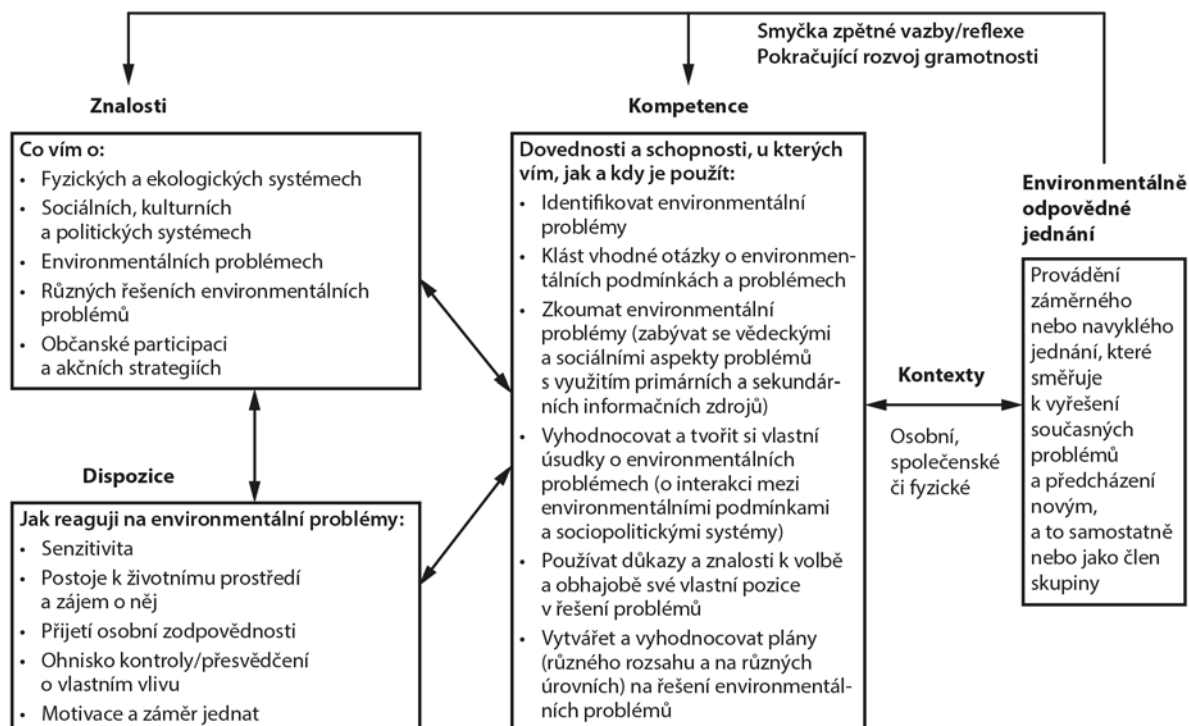 Smyčka zpětné vazby/reflexe
Pokračující rozvoj gramotnosti
Znalosti
Co vím o:
• Fyzických a ekologických systémech
• Sociálních, kulturních
a politických systémech
• Environmentálních problémech
• Různých řešeních environmentálních
problémů
• Občanské participaci
a akčních strategiích
Dispozice
Jak reaguji na environmentální problémy:
• Senzitivita
• Postoje k životnímu prostředí
a zájem o něj
• Přijetí osobní zodpovědnosti
• Ohnisko kontroly/přesvědčení
o vlastním vlivu
• Motivace a záměr jednat
Kompetence
Dovednosti a schopnosti, u kterých
vím, jak a kdy je použít:
• Identifikovat environmentální
problémy
• Klást vhodné otázky o environmen-
tálních podmínkách a problémech
• Zkoumat environmentální
problémy (zabývat se vědeckými
a sociálními aspekty problémů
s využitím primárních a sekundár-
ních informačních zdrojů)
• Vyhodnocovat a tvořit si vlastní
úsudky o environmentálních
problémech (o interakci mezi
environmentálními podmínkami
a sociopolitickými systémy)
• Používat důkazy a znalosti k volbě
a obhajobě své vlastní pozice
v řešení problémů
• Vytvářet a vyhodnocovat plány
(různého rozsahu a na různých
úrovních) na řešení environmentál-
ních problémů
Kontexty
Osobní,
společenské
či fyzické
Environmentálně
odpovědné
jednání
Provádění
záměrného
nebo navyklého
jednání, které
směřuje
k vyřešení
současných
problémů
a předcházení
novým,
a to samostatně
nebo jako člen
skupiny